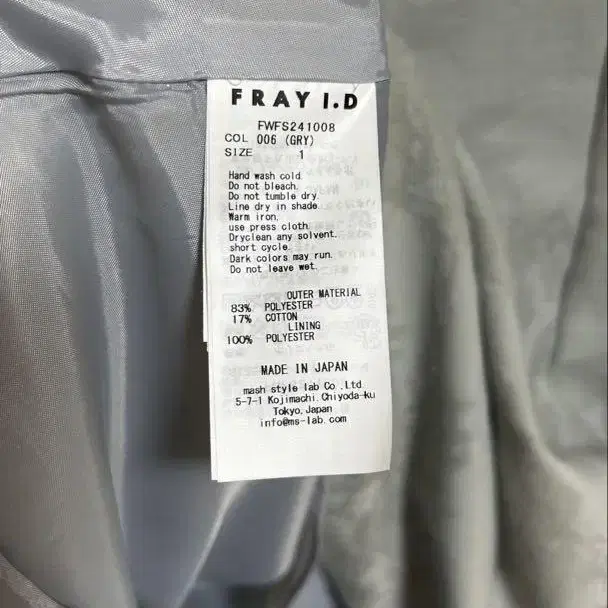 FRAY I.D
FWFS241008
COL 006 (GRY)
SIZE 1
Hand wash cold.
Do not bleach.
Do not tumble dry.
Line dry in shade.
Warm iron.
use press cloth.
Dryclean any solvent.
short cycle.
Dark colors may run.
Do not leave wet.
OUTER MATERIAL
83% POLYESTER
17% COTTON
LINING
100% POLYESTER
MADE IN JAPAN
mash style lab Co.,Ltd.
5-7-1 Kojimachi,Chiyoda-ku
Tokyo,Japan
info@ms-lab.com